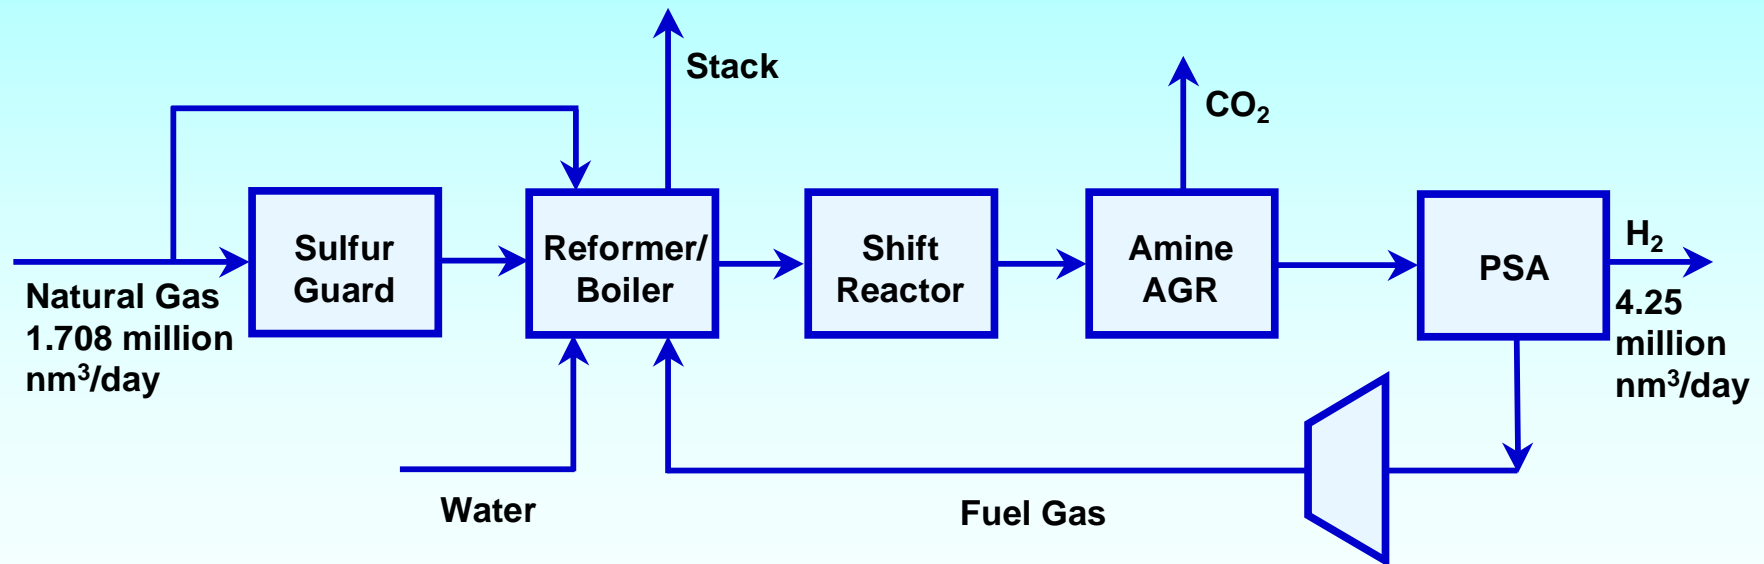 Stack
CO₂
Sulfur
Guard
Reformer/
Boiler
Shift
Reactor
Amine
AGR
PSA
H₂
Natural Gas
1.708 million
nm³/day
4.25
million
nm³/day
Water
Fuel Gas